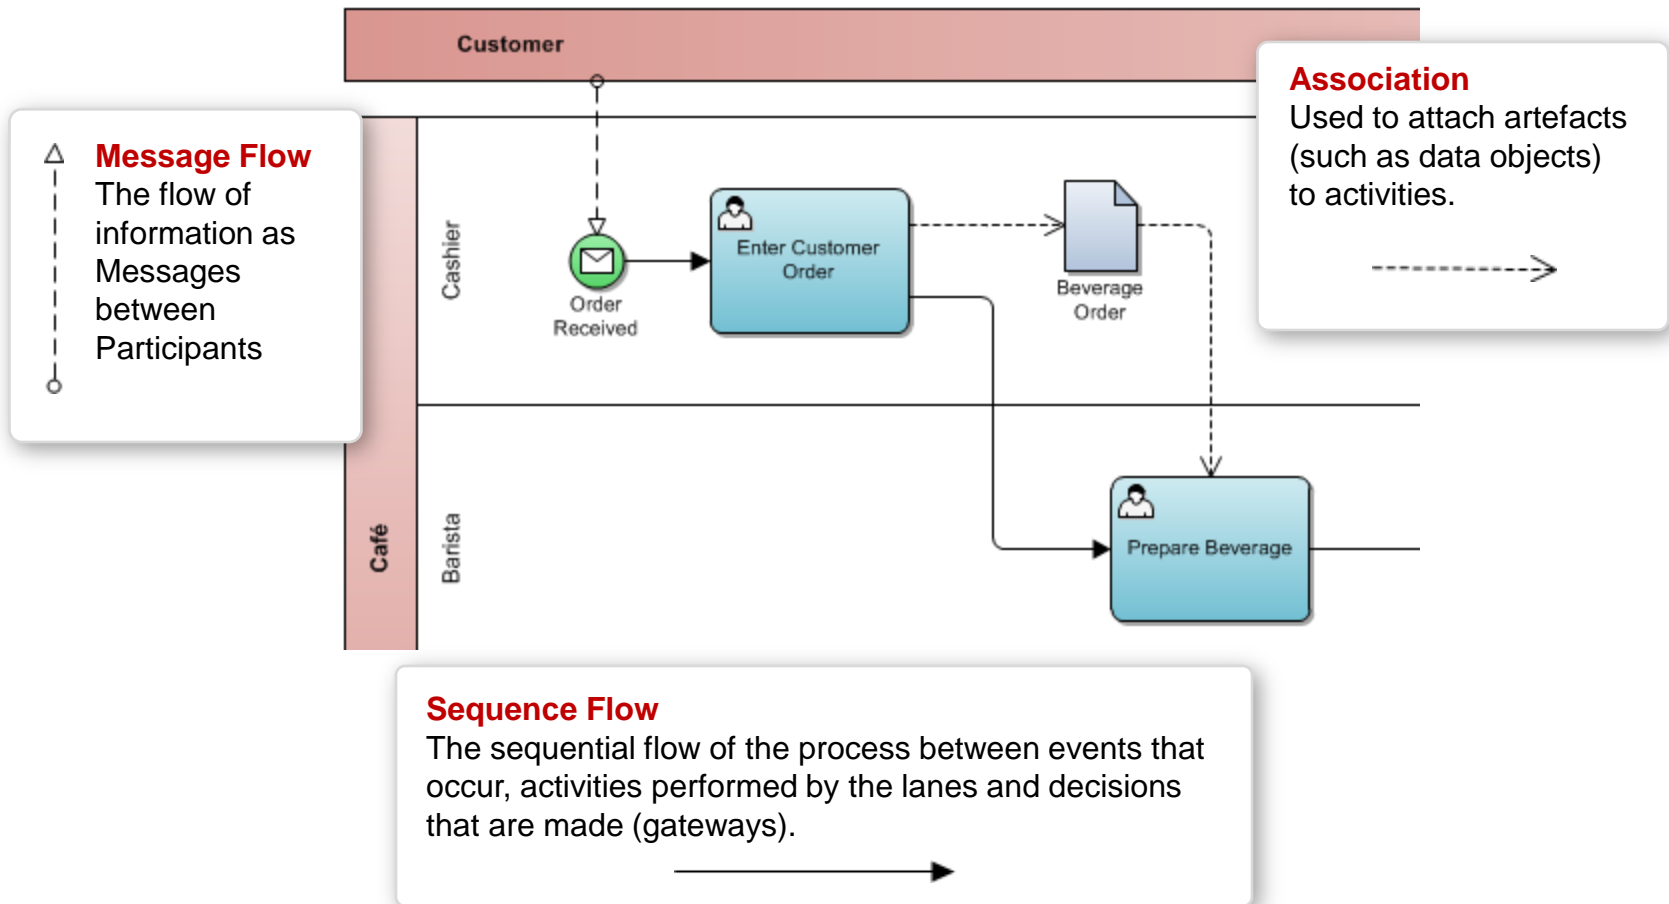 Customer
Association
Used to attach artefacts
(such as data objects)
to activities.
Message Flow
The flow of
information as
Messages
between
Participants
Cashier
Order
Received
Enter Customer
Order
Beverage
Order
Café
Barista
Prepare Beverage
Sequence Flow
The sequential flow of the process between events that
occur, activities performed by the lanes and decisions
that are made (gateways).